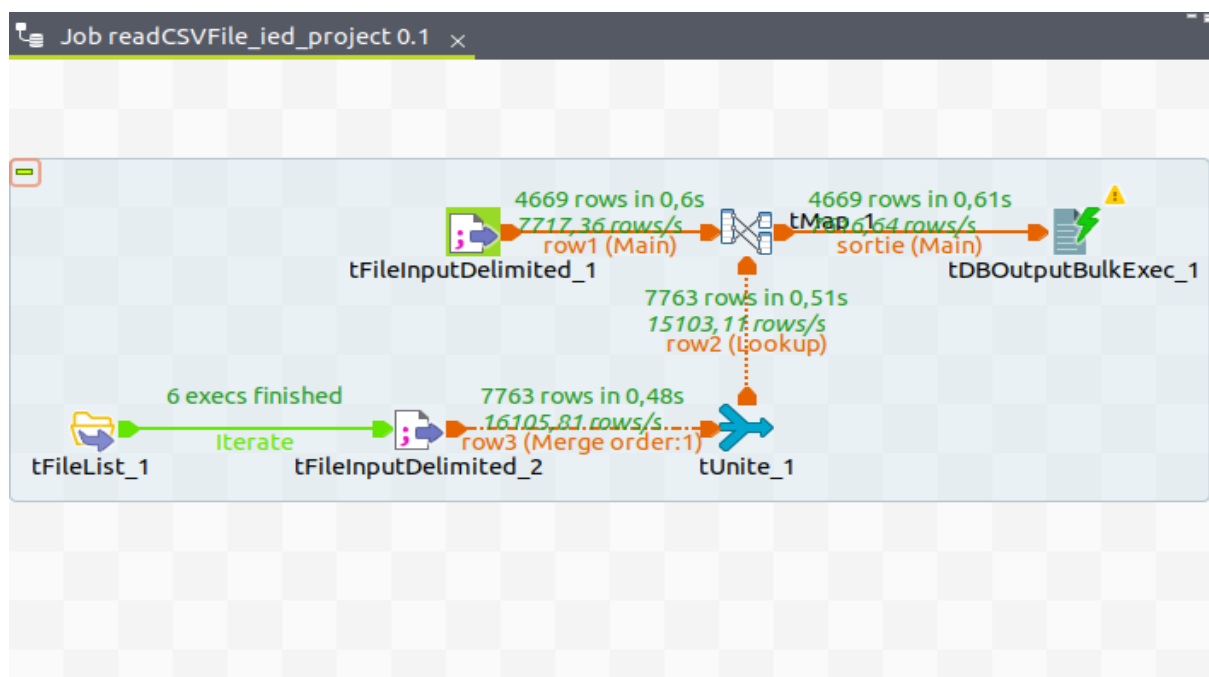 Job readCSVFile_ied_project 0.1
4669 rows in 0,6s
7717,36 rows/s
row1 (Main)
tFileInputDelimited_1
tMap_1
4669 rows in 0,61s
sortie (Main)
tDBOutputBulkExec_1
7763 rows in 0,51s
15103,11 rows/s
row2 (Lookup)
6 execs finished
Iterate
tFileList_1
7763 rows in 0,48s
16105,81 rows/s
row3 (Merge order:1)
tFileInputDelimited_2
tUnite_1